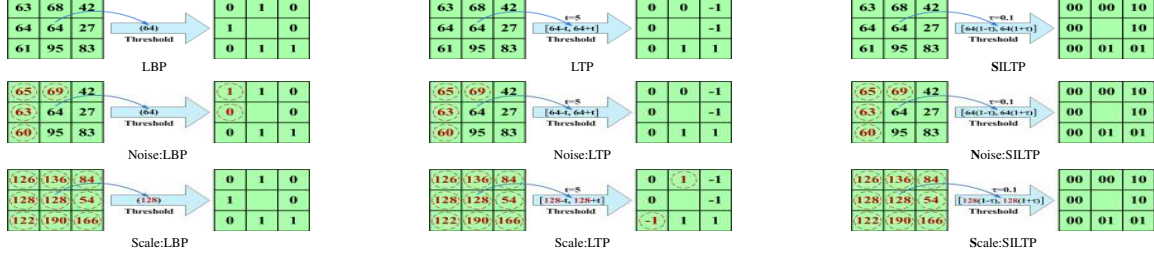 63 68 42 0 1 0
64 64 27 (64) 1 0
Threshold
61 95 83 0 1 1
LBP
63 68 42 τ=5 0 0 -1
64 64 27 [64-t, 64+t] 0 -1
Threshold
61 95 83 0 1 1
LTP
63 68 42 τ=0.1 00 00 10
64 64 27 [64(1-τ), 64(1+τ)] 00 10
Threshold
61 95 83 00 01 01
SILTP
65 69 42 1 1 0
63 64 27 (64) 0 0
Threshold
60 95 83 0 1 1
Noise:LBP
65 69 42 τ=5 0 0 -1
63 64 27 [64-t, 64+t] 0 -1
Threshold
60 95 83 0 1 1
Noise:LTP
65 69 42 τ=0.1 00 00 10
63 64 27 [64(1-τ), 64(1+τ)] 00 10
Threshold
60 95 83 00 01 01
Noise:SILTP
126 136 84 0 1 0
128 128 54 (128) 1 0
Threshold
122 190 166 0 1 1
Scale:LBP
126 136 84 τ=5 0 1 -1
128 128 54 [128-t, 128+t] 0 -1
Threshold
122 190 166 -1 1 1
Scale:LTP
126 136 84 τ=0.1 00 00 10
128 128 54 [128(1-τ), 128(1+τ)] 00 10
Threshold
122 190 166 00 01 01
Scale:SILTP